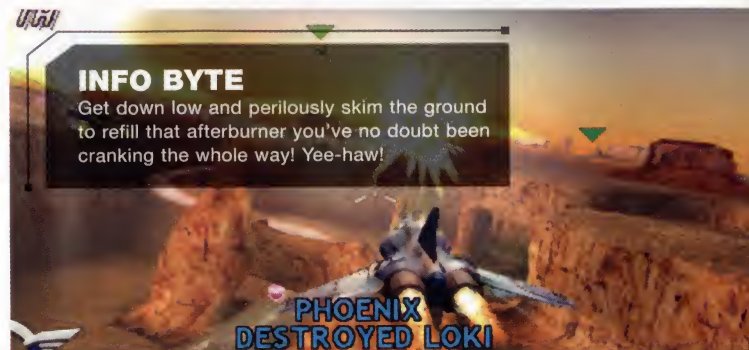 INFO BYTE
Get down low and perilously skim the ground
to refill that afterburner you've no doubt been
cranking the whole way! Yee-haw!
PHOENIX
DESTROYED LOKI